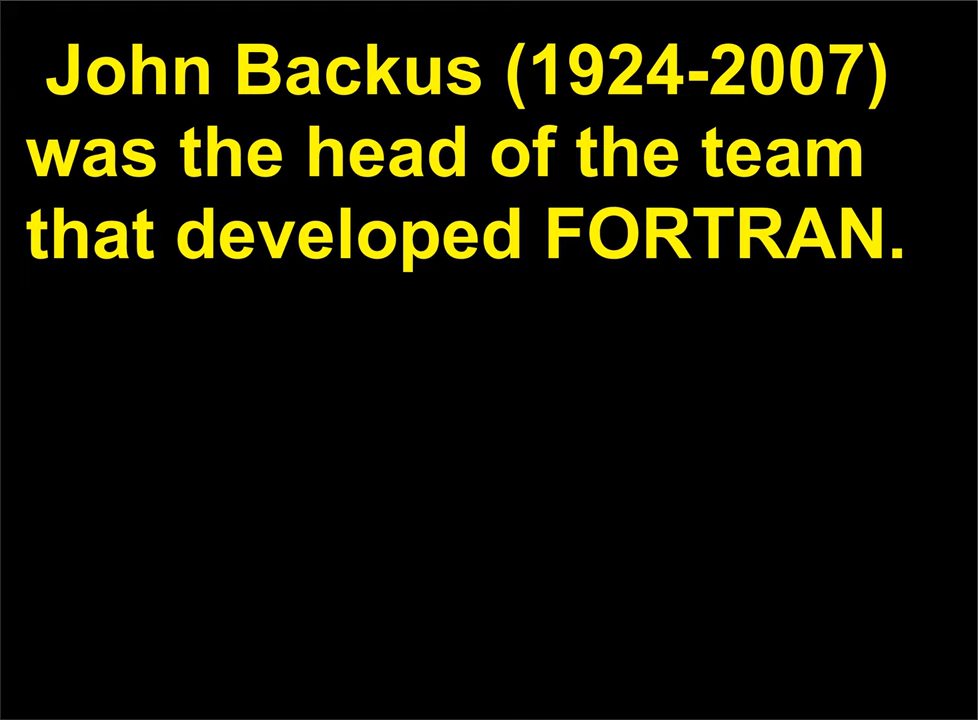 John Backus (1924-2007)
was the head of the team
that developed FORTRAN.